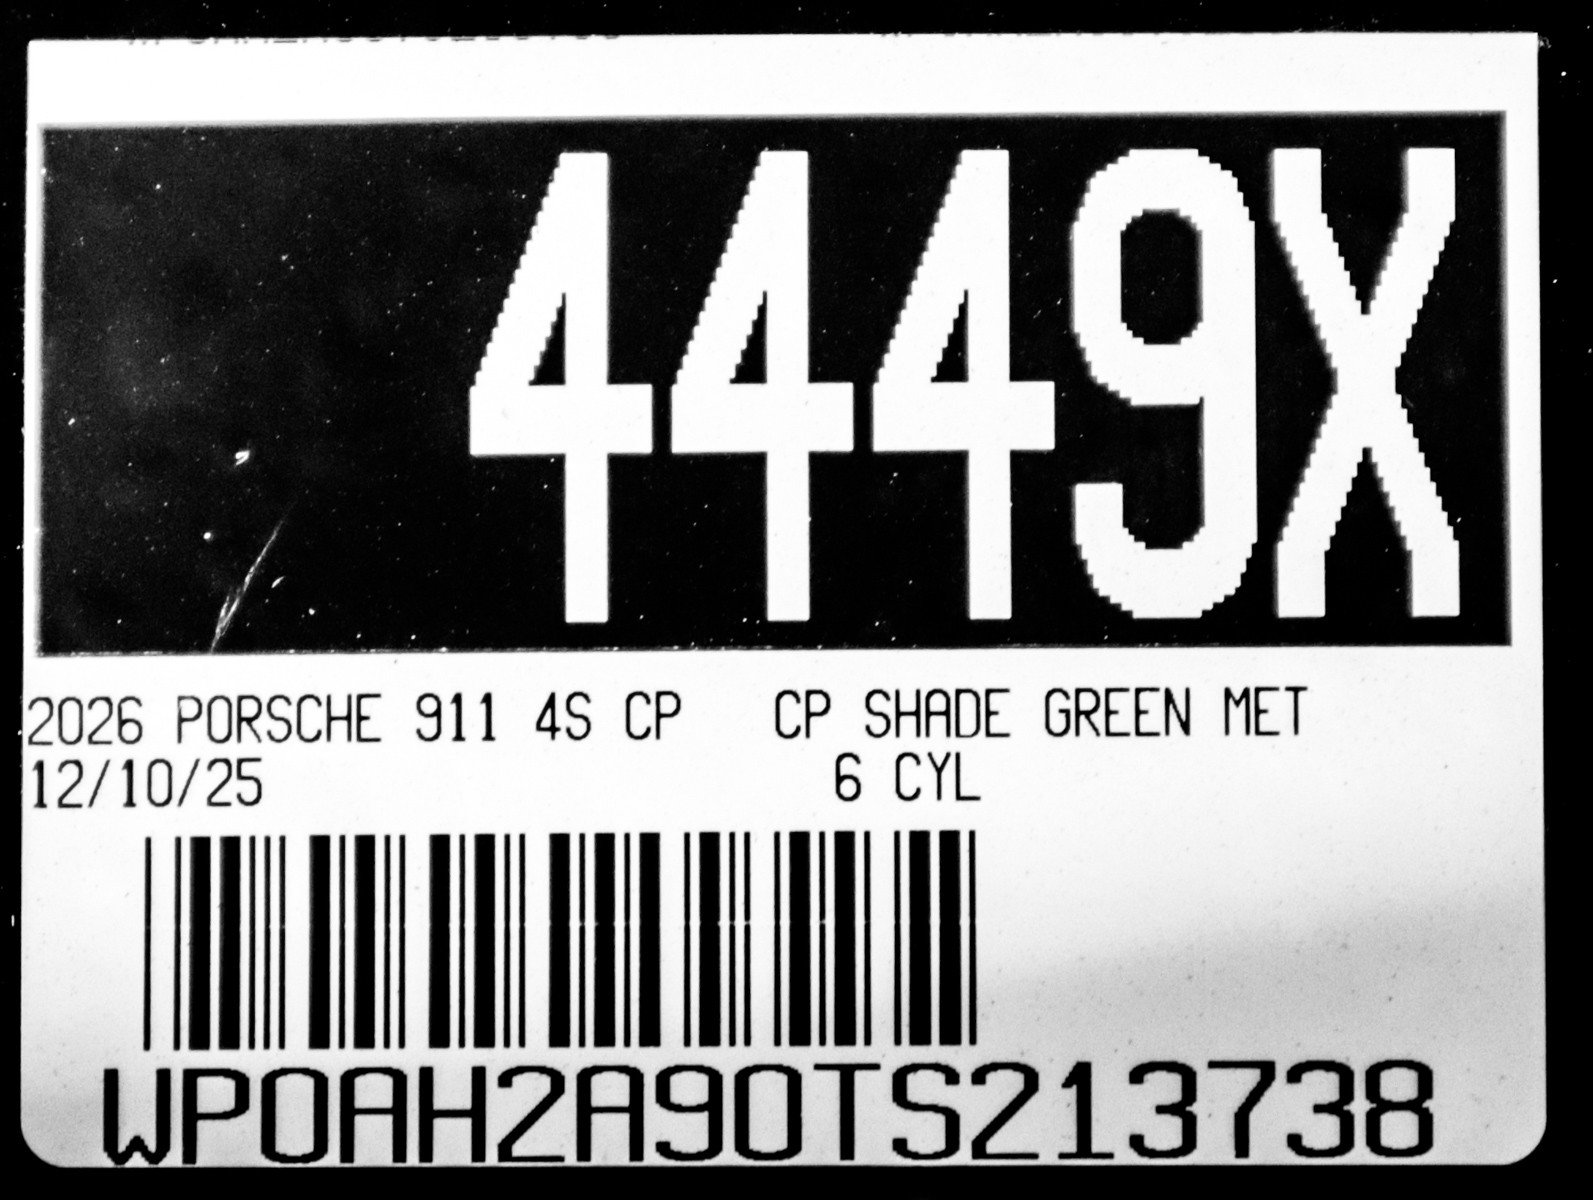 4449X
2026 PORSCHE 911 4S CP CP SHADE GREEN MET
12/10/25 6 CYL
WP0AH2A90TS213738